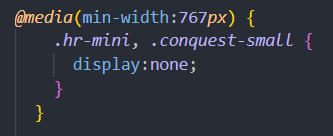 @media(min-width:767px) {
.hr-mini, .conquest-small {
display:none;
}
}